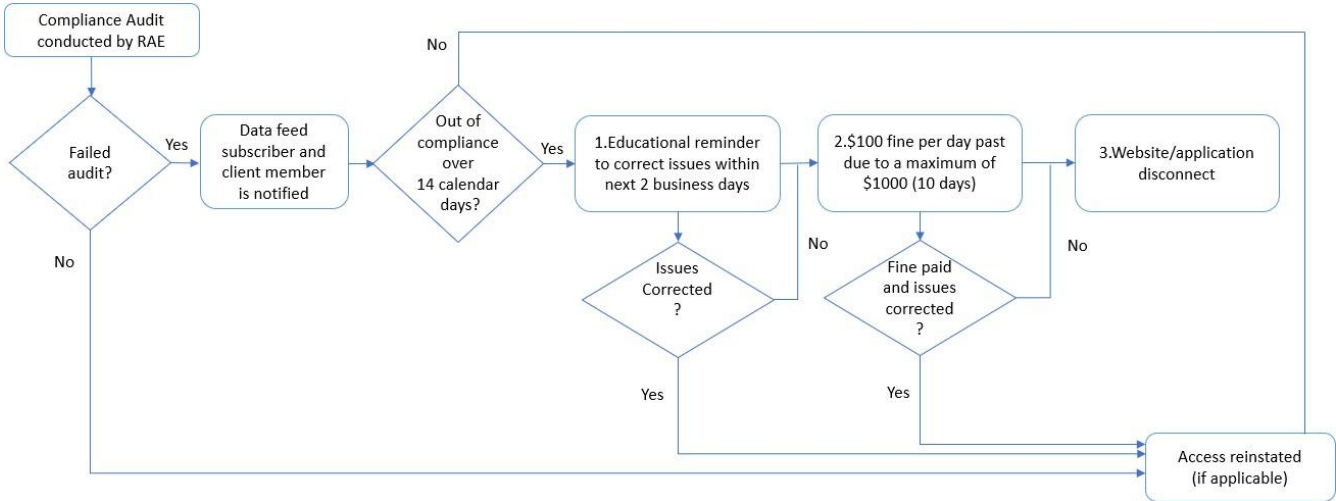 Compliance Audit
conducted by RAE
Failed
audit?
Yes
No
Data feed
subscriber and
client member
is notified
Out of
compliance
over
14 calendar
days?
No
Yes
1.Educational reminder
to correct issues within
next 2 business days
Issues
Corrected
?
No
Yes
2.$100 fine per day past
due to a maximum of
$1000 (10 days)
Fine paid
and issues
corrected
?
No
Yes
3.Website/application
disconnect
Access reinstated
(if applicable)